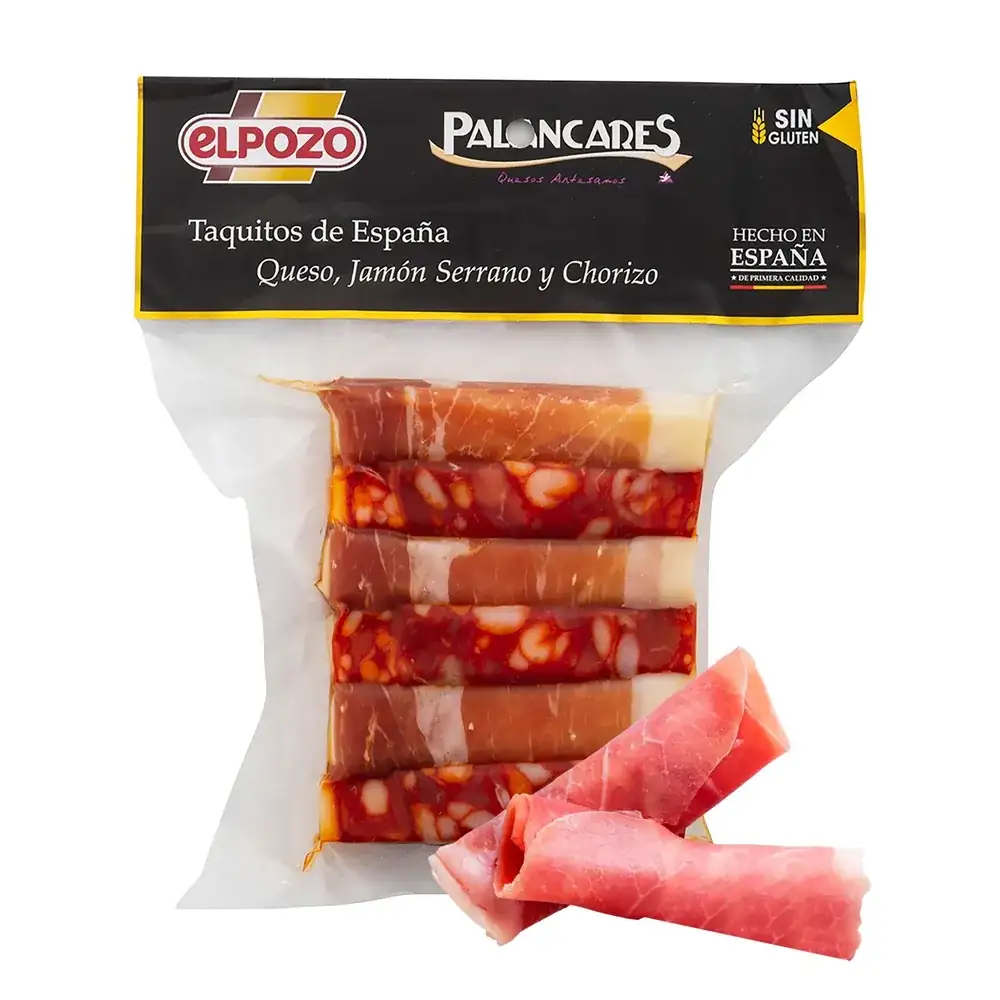 ELPOZO
PALANCARES
Quesos Artesanos
SIN
GLUTEN
Taquitos de España
Queso, Jamón Serrano y Chorizo
HECHO EN
ESPAÑA
★ DE PRIMERA CALIDAD ★